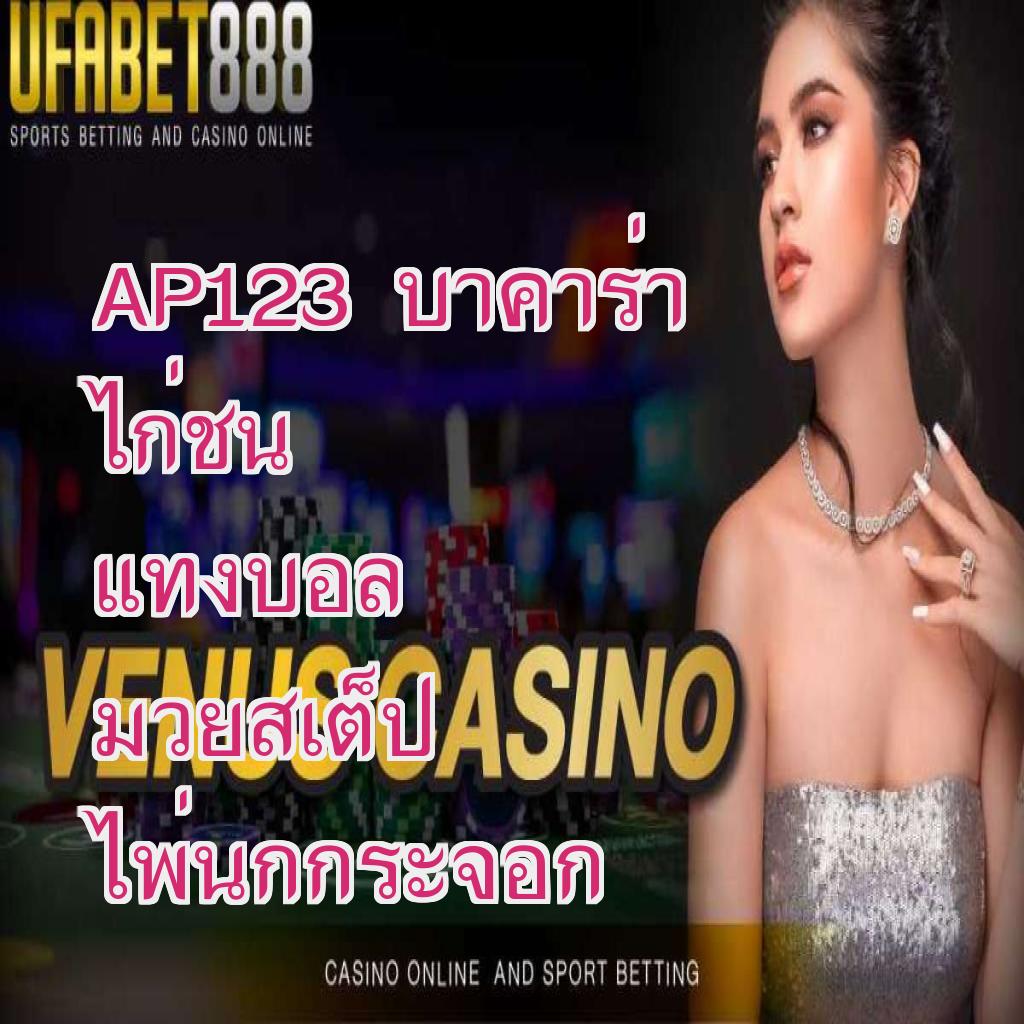 UFABET888
SPORTS BETTING AND CASINO ONLINE
AP123 บาคาร่า
ไก่ชน
แทงบอล
VENUS CASINO
มวยสเต็ป
ไพ่นกกระจอก
CASINO ONLINE AND SPORT BETTING